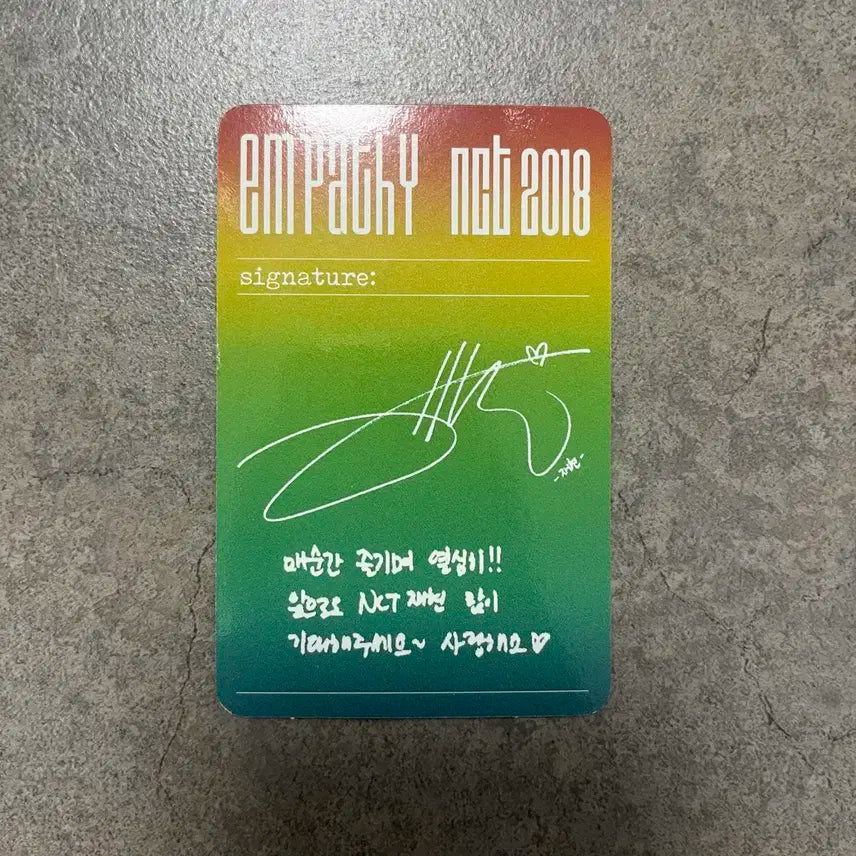 empathy nct 2018
signature:
-재현-
매순간 즐기며 열심히!!
앞으로도 NCT 재현 많이
기대해주세요~ 사랑해요♡